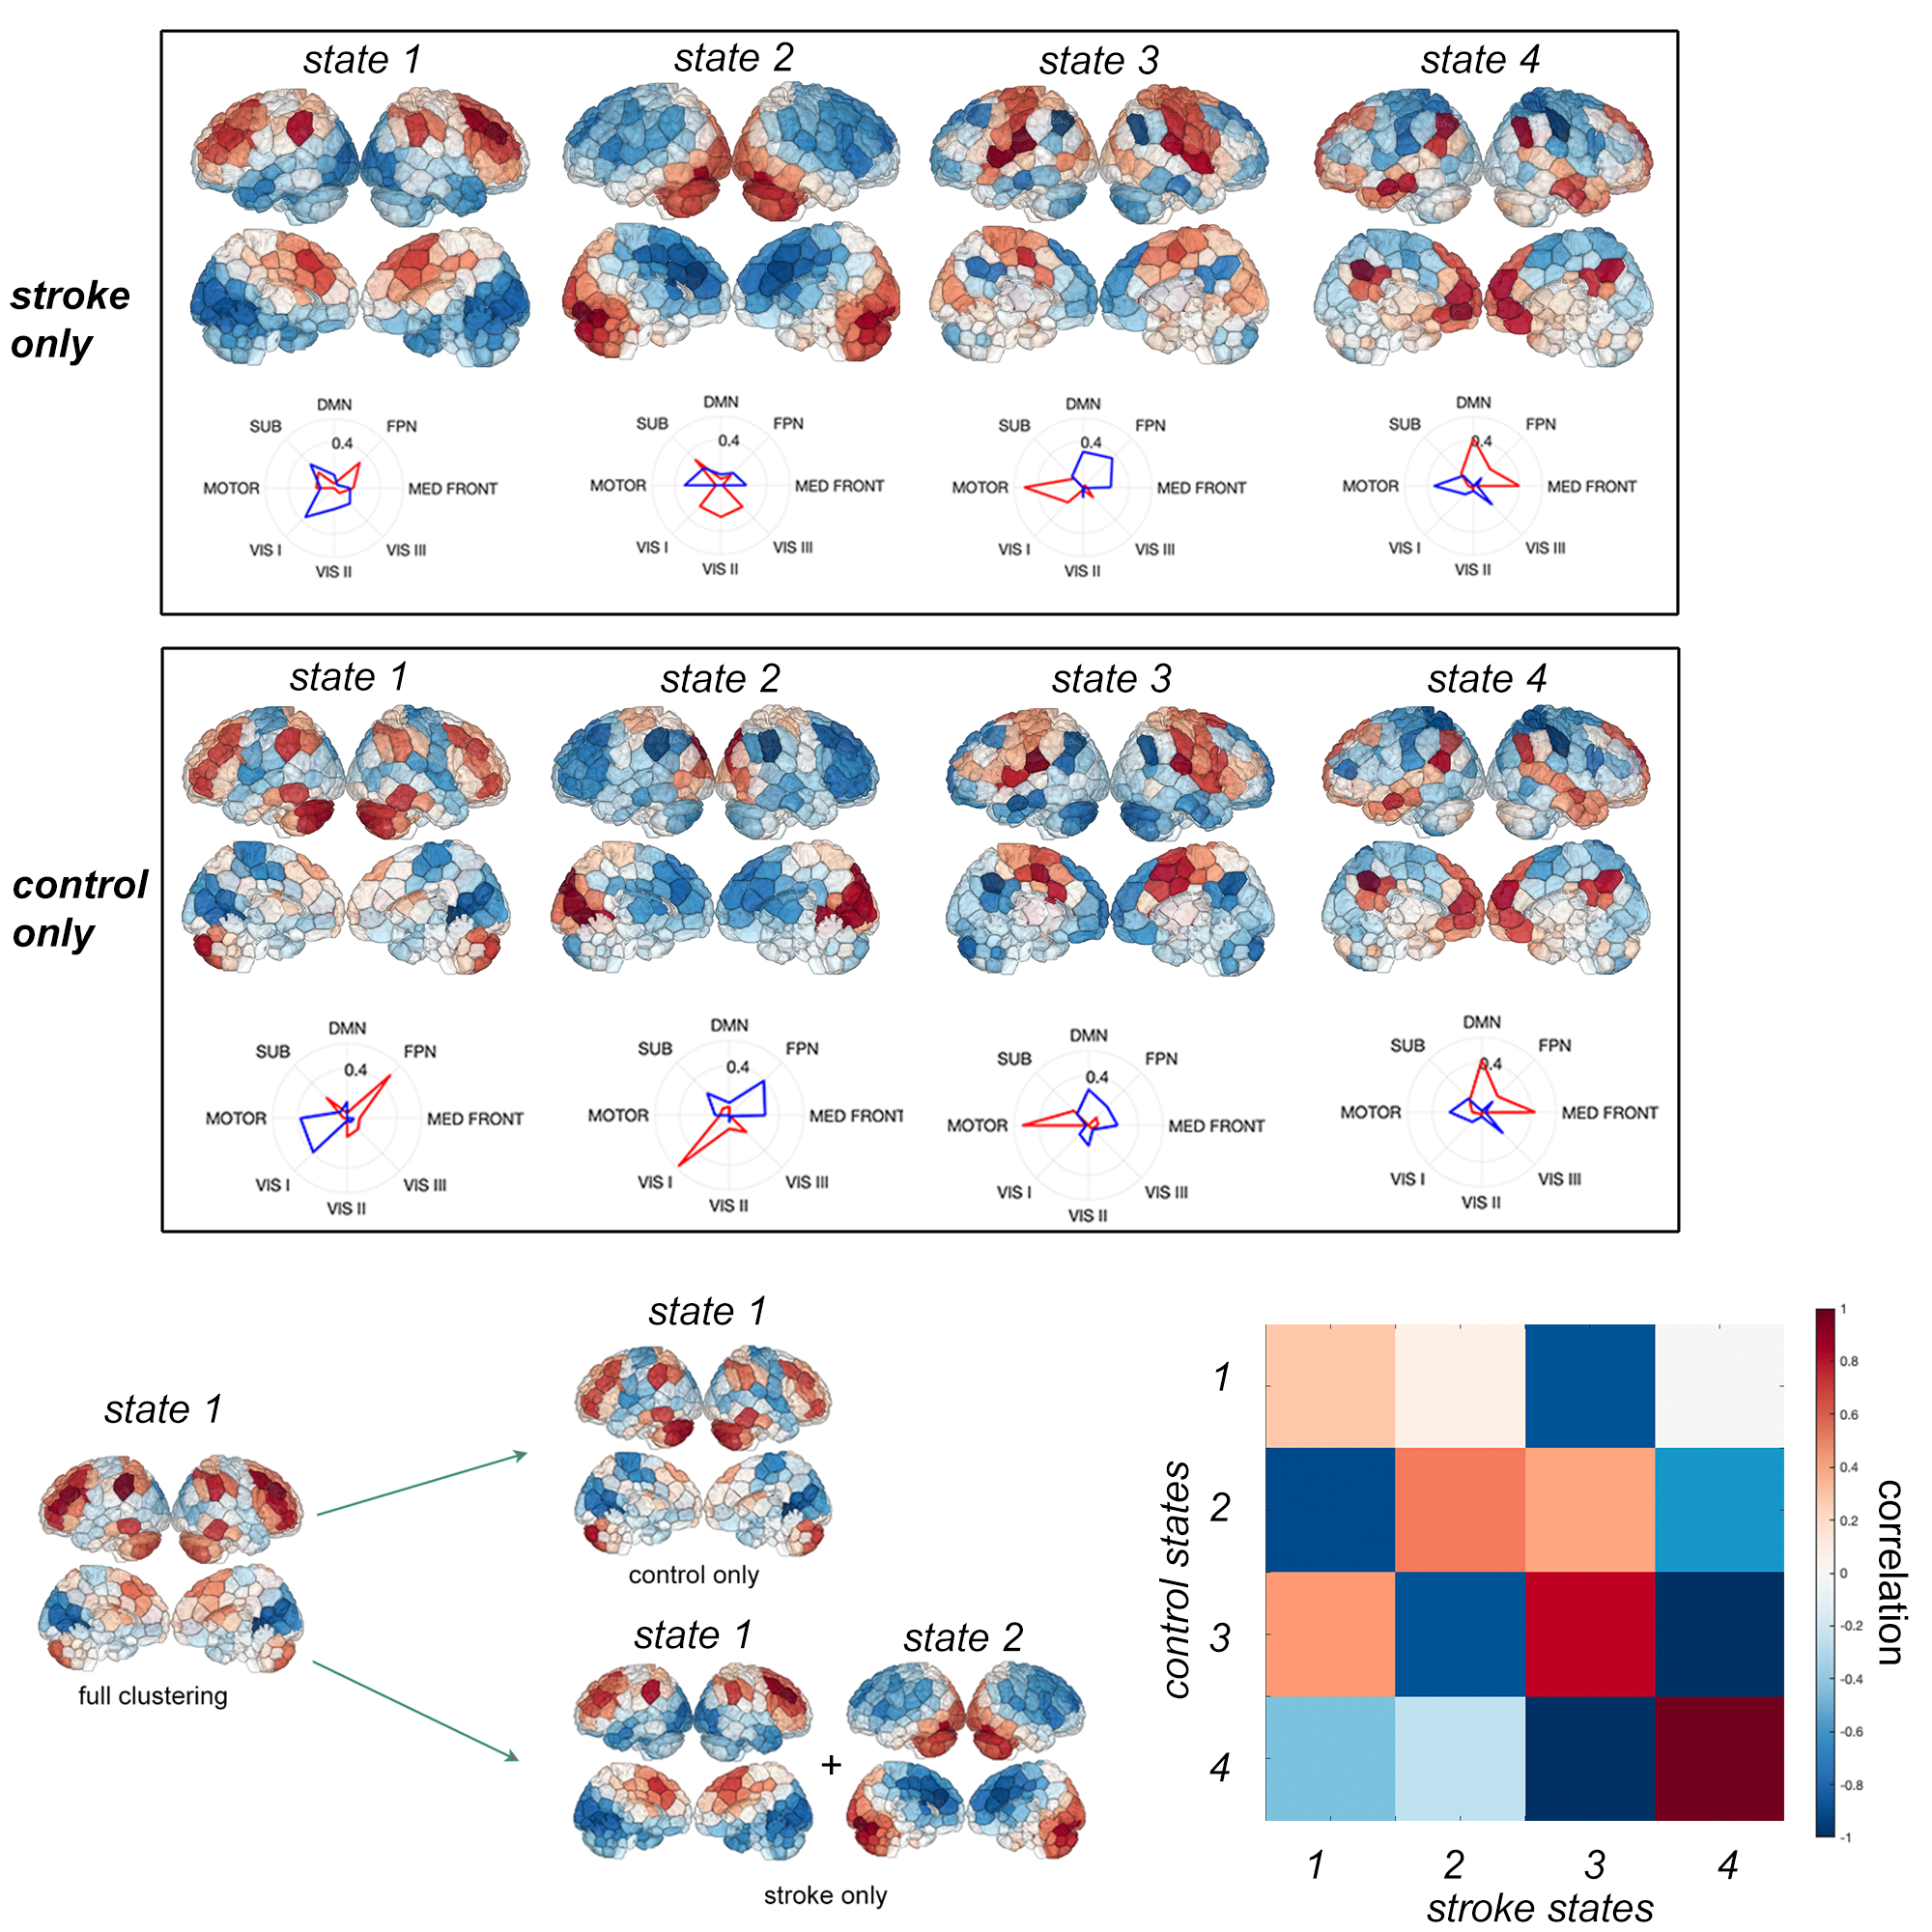 state 1
state 2
state 3
state 4
stroke
only
DMN
SUB
FPN
0.4
MOTOR
MED FRONT
VIS I
VIS III
VIS II
DMN
SUB
FPN
0.4
MOTOR
MED FRONT
VIS I
VIS III
VIS II
DMN
SUB
FPN
0.4
MOTOR
MED FRONT
VIS I
VIS III
VIS II
DMN
SUB
FPN
0.4
MOTOR
MED FRONT
VIS I
VIS III
VIS II
state 1
state 2
state 3
state 4
control
only
DMN
SUB
FPN
0.4
MOTOR
MED FRONT
VIS I
VIS III
VIS II
DMN
SUB
FPN
0.4
MOTOR
MED FRONT
VIS I
VIS III
VIS II
DMN
SUB
FPN
0.4
MOTOR
MED FRONT
VIS I
VIS III
VIS II
DMN
SUB
FPN
0.4
MOTOR
MED FRONT
VIS I
VIS III
VIS II
state 1
full clustering
state 1
control only
state 1
state 2
+
stroke only
control states
1
2
3
4
1
2
3
4
stroke states
1
0.8
0.6
0.4
0.2
0
-0.2
-0.4
-0.6
-0.8
-1
correlation